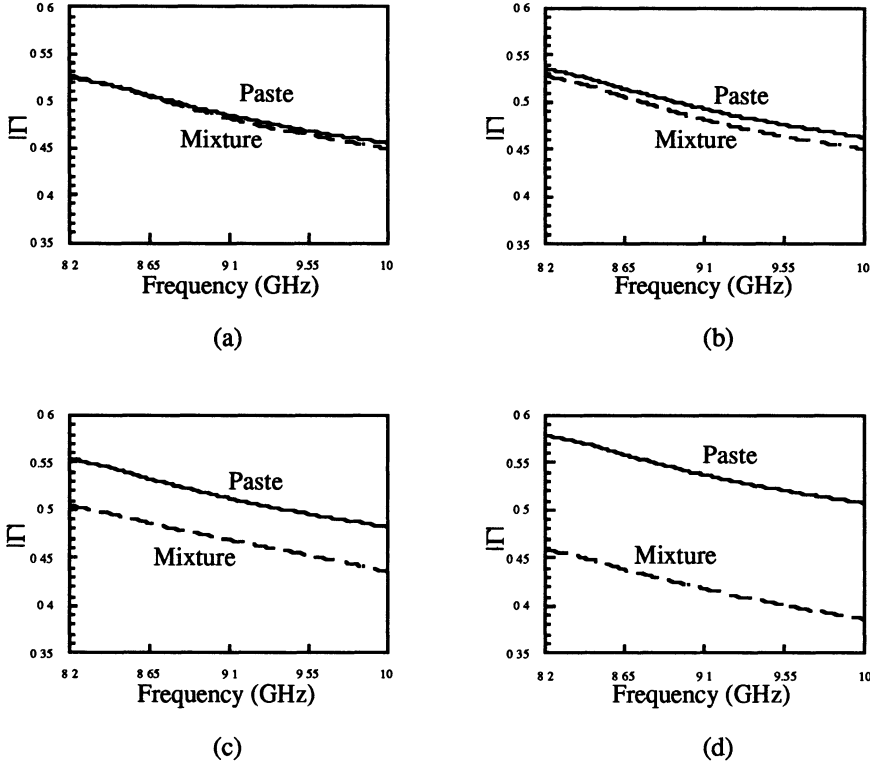 0 6
0 55
0.5
0.45
0 4
0 35
|Γ|
Paste
Mixture
8 2
8 65
9 1
9.55
10
Frequency (GHz)
(a)
0 6
0 55
0.5
0.45
0 4
0 35
|Γ|
Paste
Mixture
8 2
8 65
9 1
9.55
10
Frequency (GHz)
(b)
0 6
0.55
0.5
0.45
0 4
0 35
|Γ|
Paste
Mixture
8 2
8 65
9 1
9.55
10
Frequency (GHz)
(c)
0 6
0.55
0.5
0.45
0 4
0 35
|Γ|
Paste
Mixture
8 2
8 65
9 1
9.55
10
Frequency (GHz)
(d)